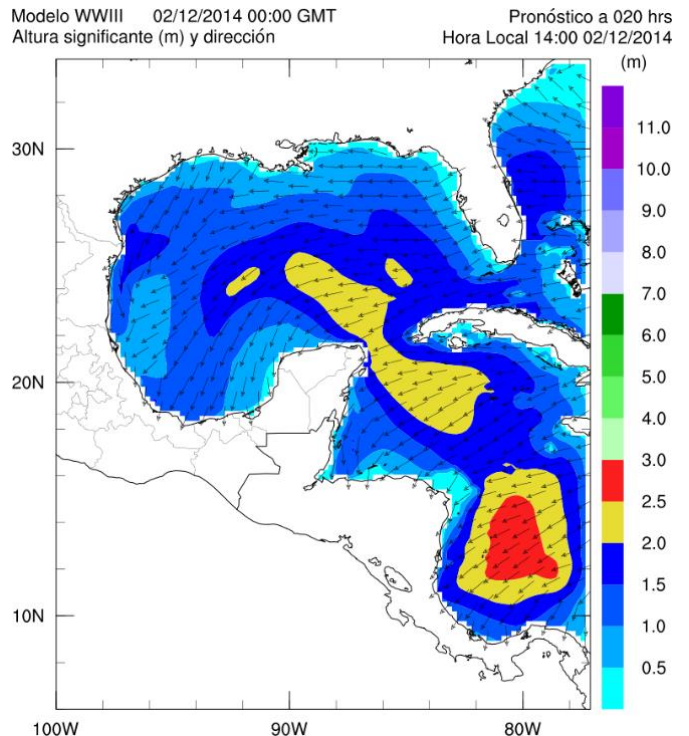 Modelo WWIII 02/12/2014 00:00 GMT
Pronóstico a 020 hrs
Altura significante (m) y dirección
Hora Local 14:00 02/12/2014
(m)
30N
20N
10N
100W
90W
80W
11.0
10.0
9.0
8.0
7.0
6.0
5.0
4.0
3.0
2.5
2.0
1.5
1.0
0.5